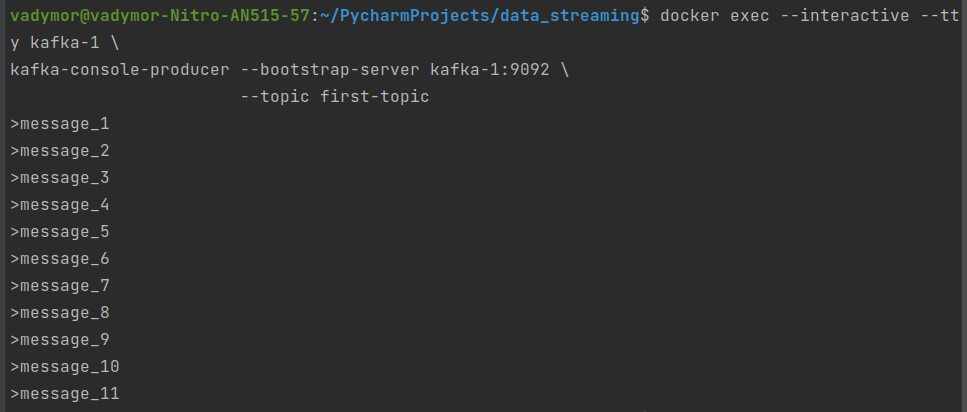 vadymor@vadymor-Nitro-AN515-57:~/PycharmProjects/data_streaming$ docker exec --interactive --tt
y kafka-1 \
kafka-console-producer --bootstrap-server kafka-1:9092 \
                       --topic first-topic
>message_1
>message_2
>message_3
>message_4
>message_5
>message_6
>message_7
>message_8
>message_9
>message_10
>message_11